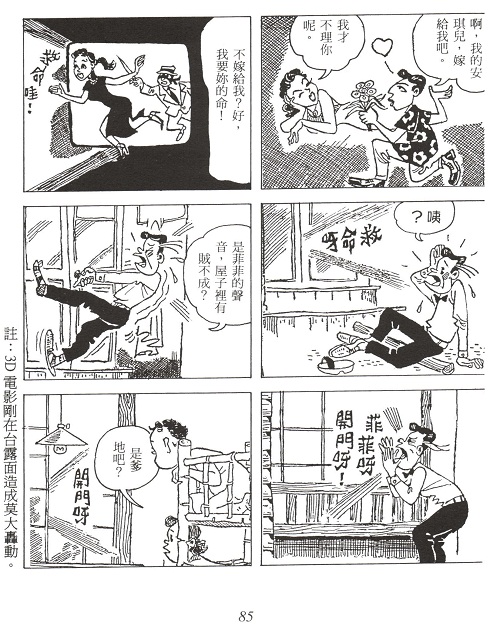 啊，我的安
琪兒，嫁
給我吧。
我才
不理你
呢。
不嫁給我？好，
我要妳的命！
救命哇！
救命呀
咦？
是菲菲的聲
音，屋子裡有
賊不成？
菲菲呀
開門呀！
開門呀
是爹
地吧？
註：3D 電影剛在台露面造成莫大轟動。
85